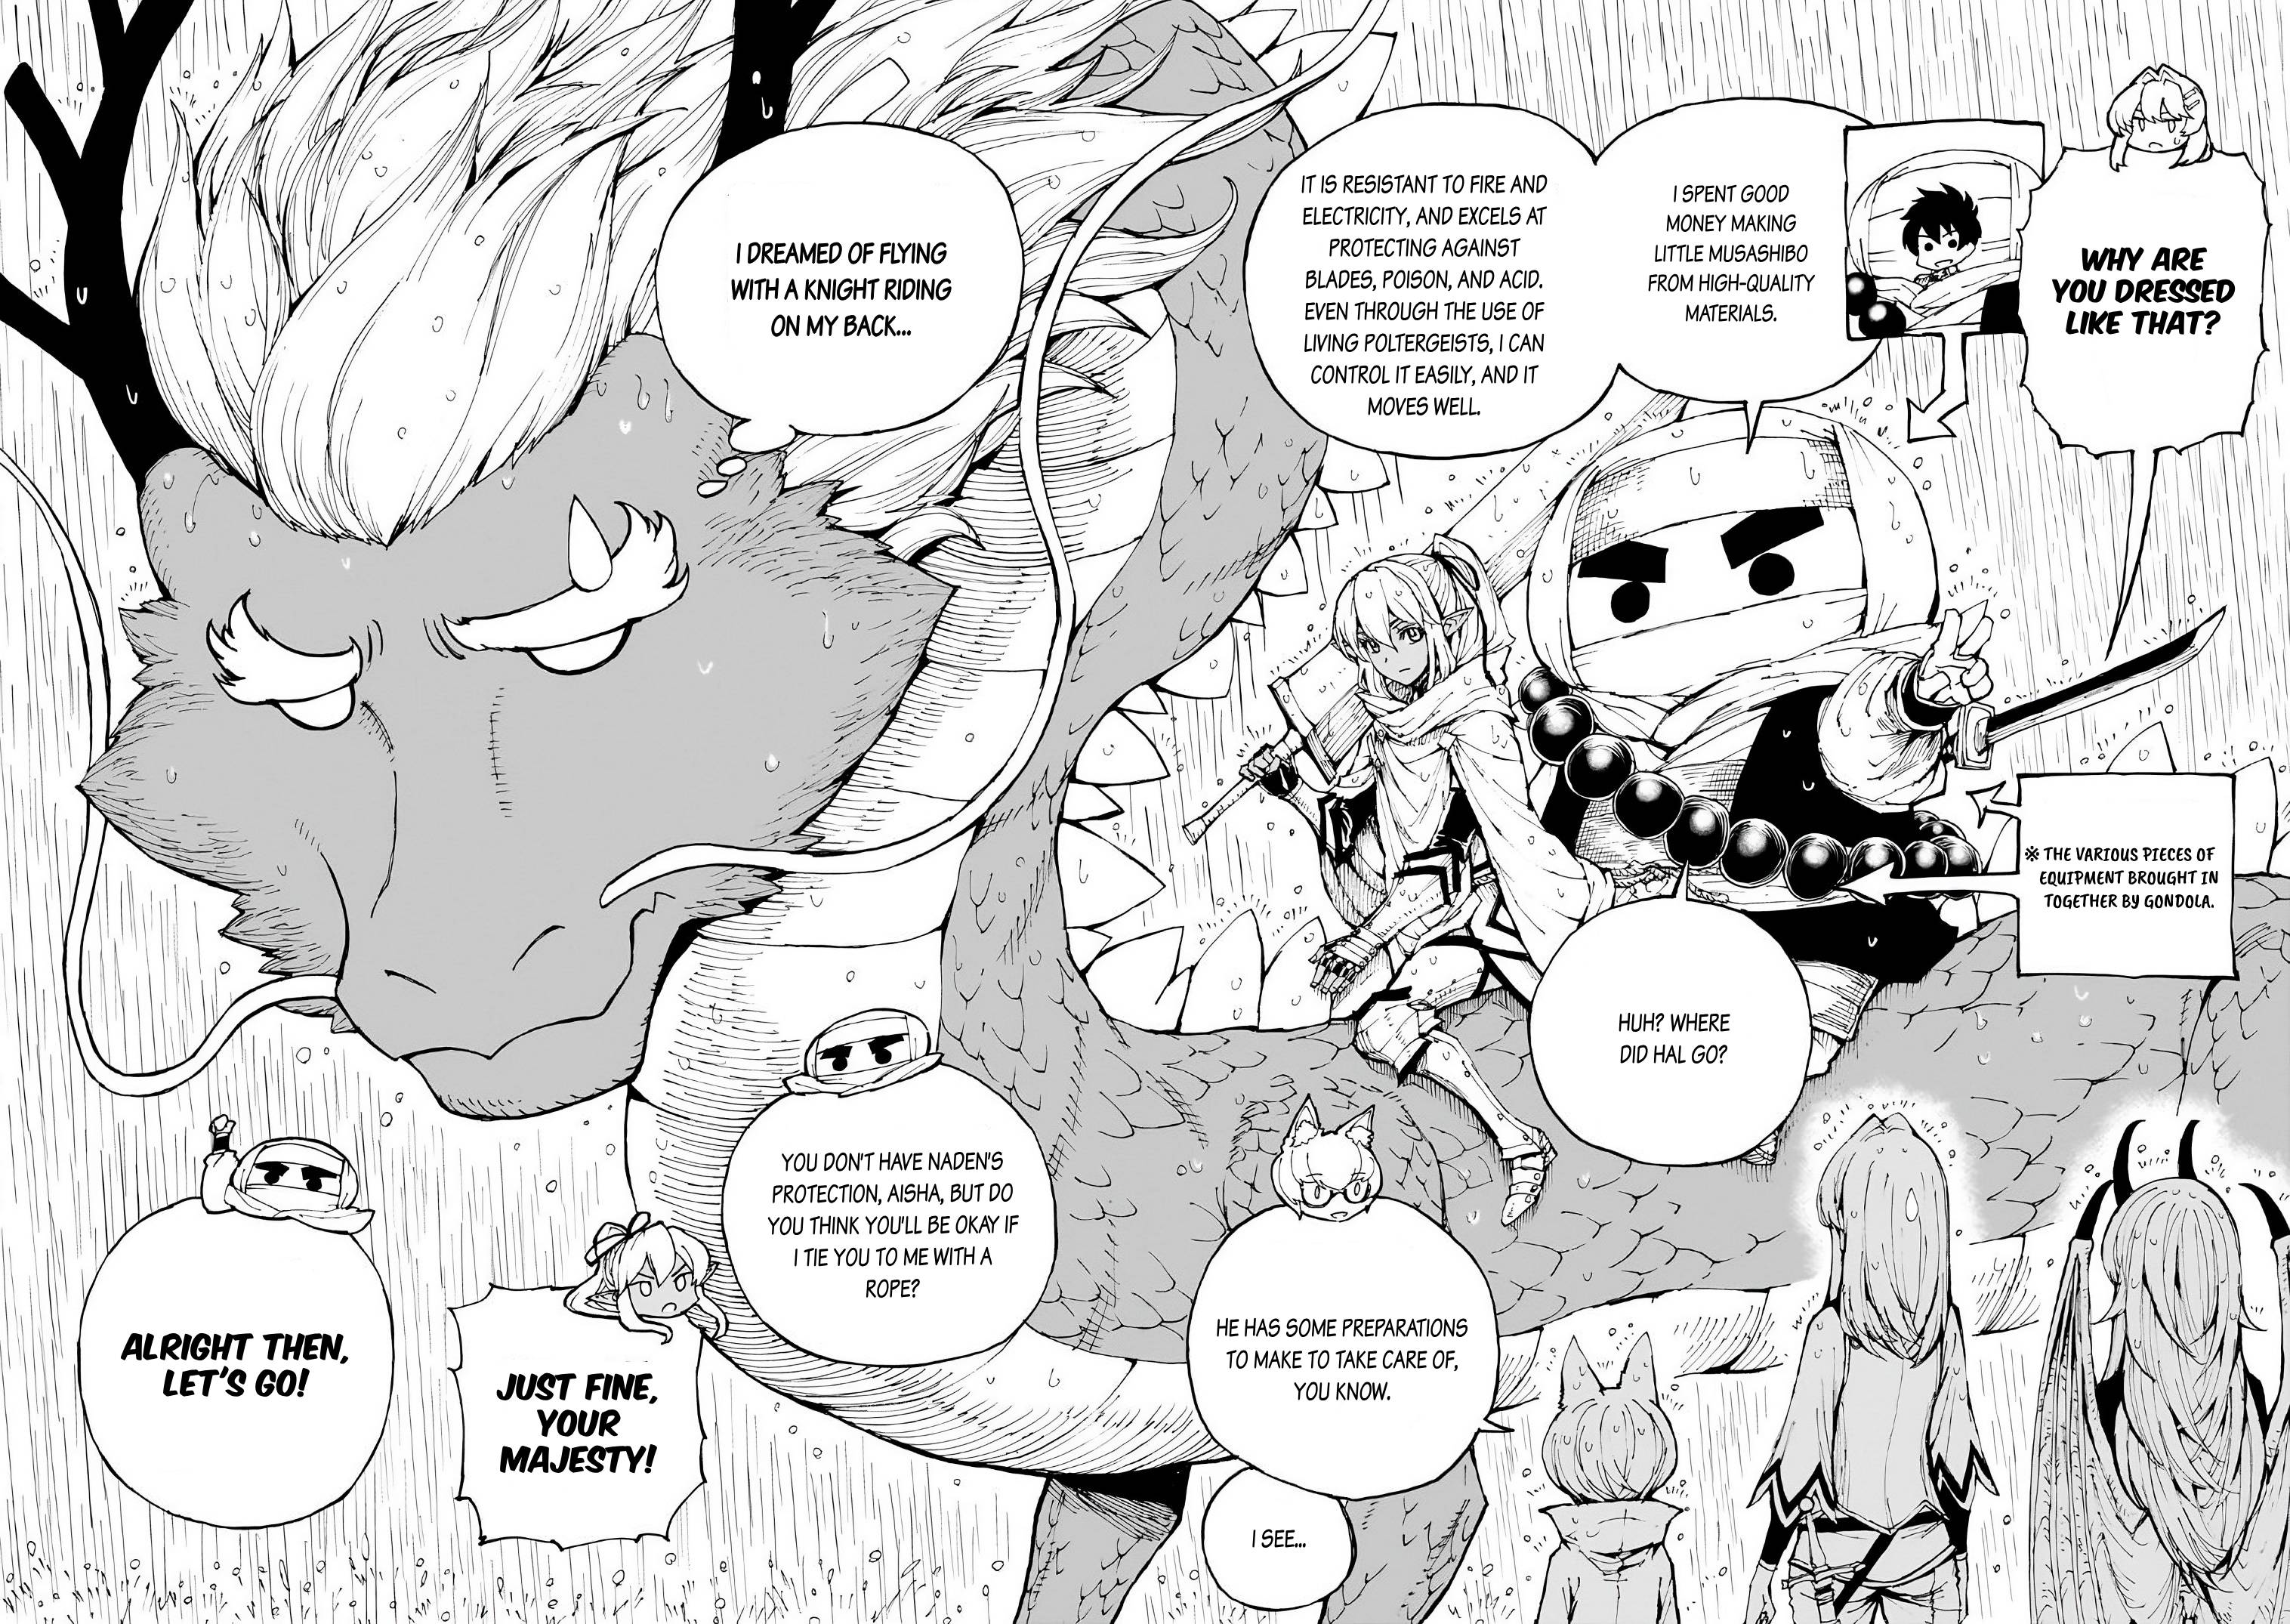 WHY ARE
YOU DRESSED
LIKE THAT?
I SPENT GOOD
MONEY MAKING
LITTLE MUSASHIBO
FROM HIGH-QUALITY
MATERIALS.
IT IS RESISTANT TO FIRE AND
ELECTRICITY, AND EXCELS AT
PROTECTING AGAINST
BLADES, POISON, AND ACID.
EVEN THROUGH THE USE OF
LIVING POLTERGEISTS, I CAN
CONTROL IT EASILY, AND IT
MOVES WELL.
I DREAMED OF FLYING
WITH A KNIGHT RIDING
ON MY BACK...
※ THE VARIOUS PIECES OF
EQUIPMENT BROUGHT IN
TOGETHER BY GONDOLA.
HUH? WHERE
DID HAL GO?
HE HAS SOME PREPARATIONS
TO MAKE TO TAKE CARE OF,
YOU KNOW.
I SEE...
YOU DON'T HAVE NADEN'S
PROTECTION, AISHA, BUT DO
YOU THINK YOU'LL BE OKAY IF
I TIE YOU TO ME WITH A
ROPE?
JUST FINE,
YOUR
MAJESTY!
ALRIGHT THEN,
LET'S GO!